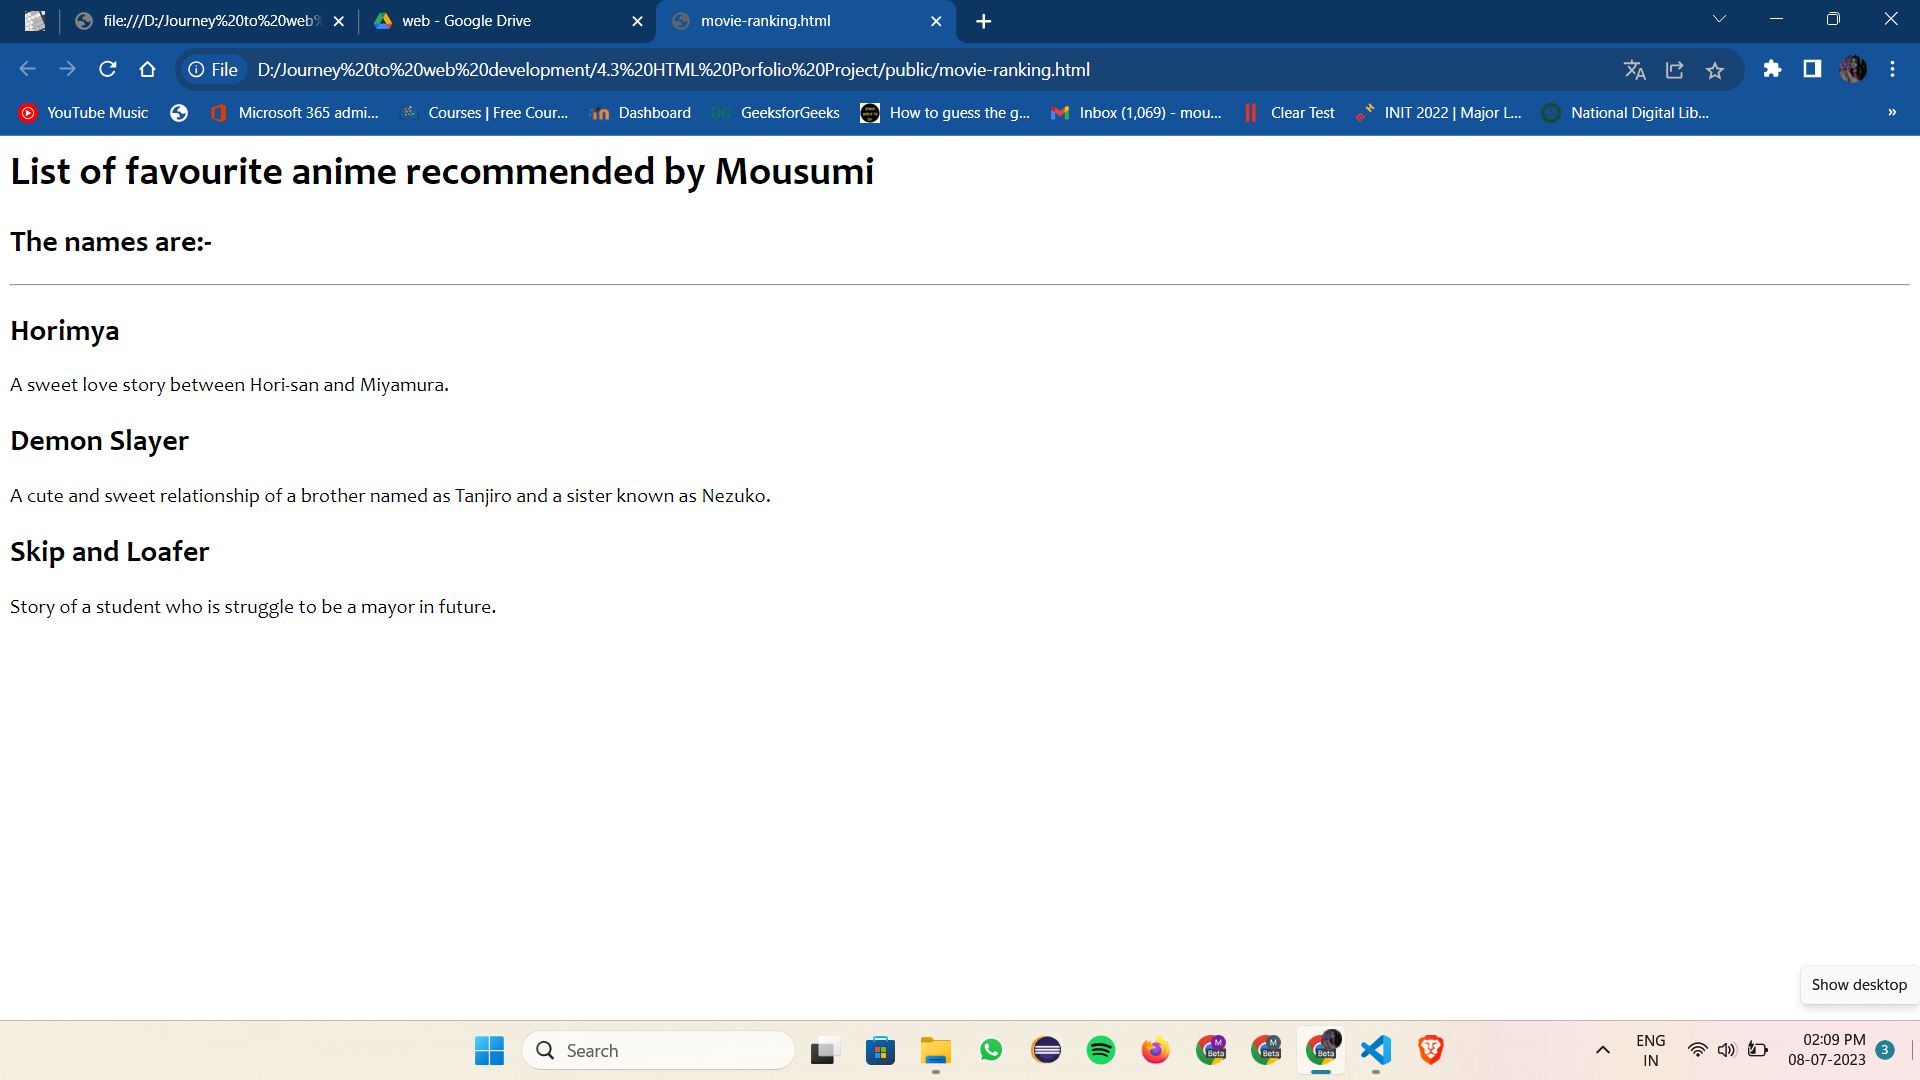 file:///D:/Journey%20to%20web%
web - Google Drive
movie-ranking.html
File
D:/Journey%20to%20web%20development/4.3%20HTML%20Porfolio%20Project/public/movie-ranking.html
YouTube Music
Microsoft 365 admi...
Courses | Free Cour...
Dashboard
GeeksforGeeks
How to guess the g...
Inbox (1,069) - mou...
Clear Test
INIT 2022 | Major L...
National Digital Lib...
»
List of favourite anime recommended by Mousumi
The names are:-
Horimya
A sweet love story between Hori-san and Miyamura.
Demon Slayer
A cute and sweet relationship of a brother named as Tanjiro and a sister known as Nezuko.
Skip and Loafer
Story of a student who is struggle to be a mayor in future.
Show desktop
Search
M
Beta
M
Beta
Beta
ENG
IN
02:09 PM
08-07-2023
3